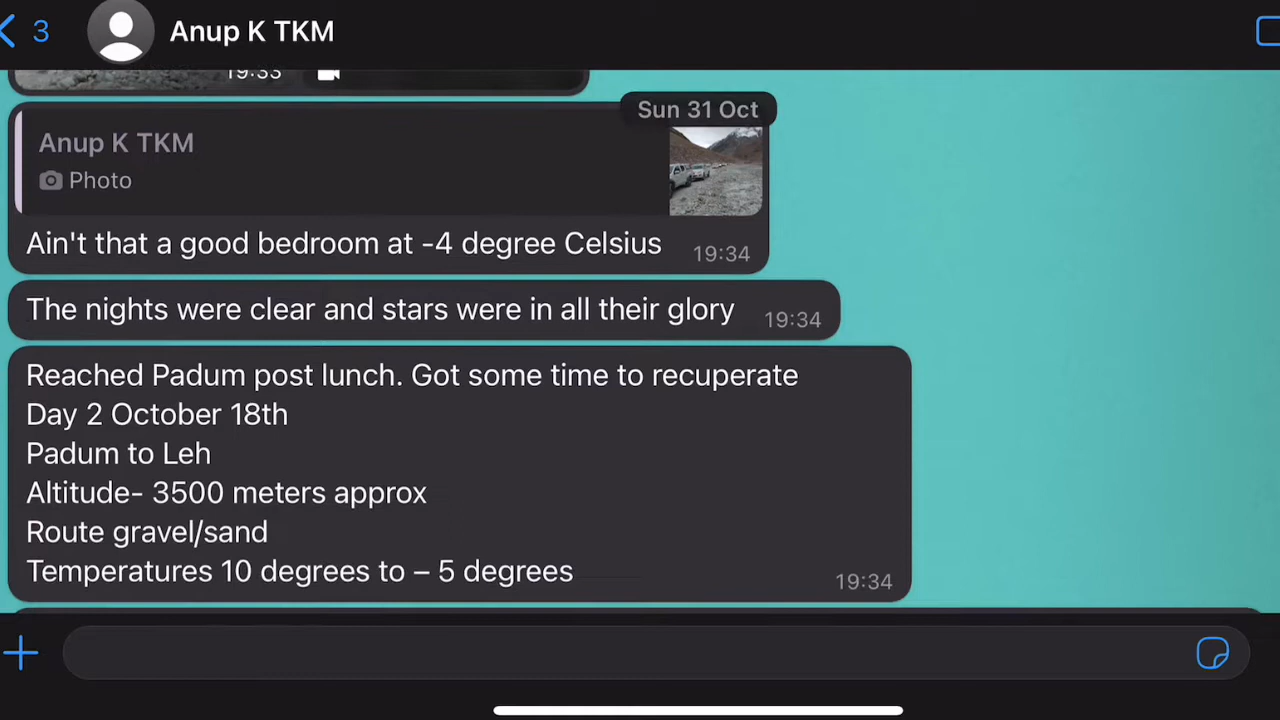 3
Anup K TKM
19:33
Sun 31 Oct
Anup K TKM
Photo
Ain't that a good bedroom at -4 degree Celsius
19:34
The nights were clear and stars were in all their glory
19:34
Reached Padum post lunch. Got some time to recuperate
Day 2 October 18th
Padum to Leh
Altitude- 3500 meters approx
Route gravel/sand
Temperatures 10 degrees to – 5 degrees
19:34